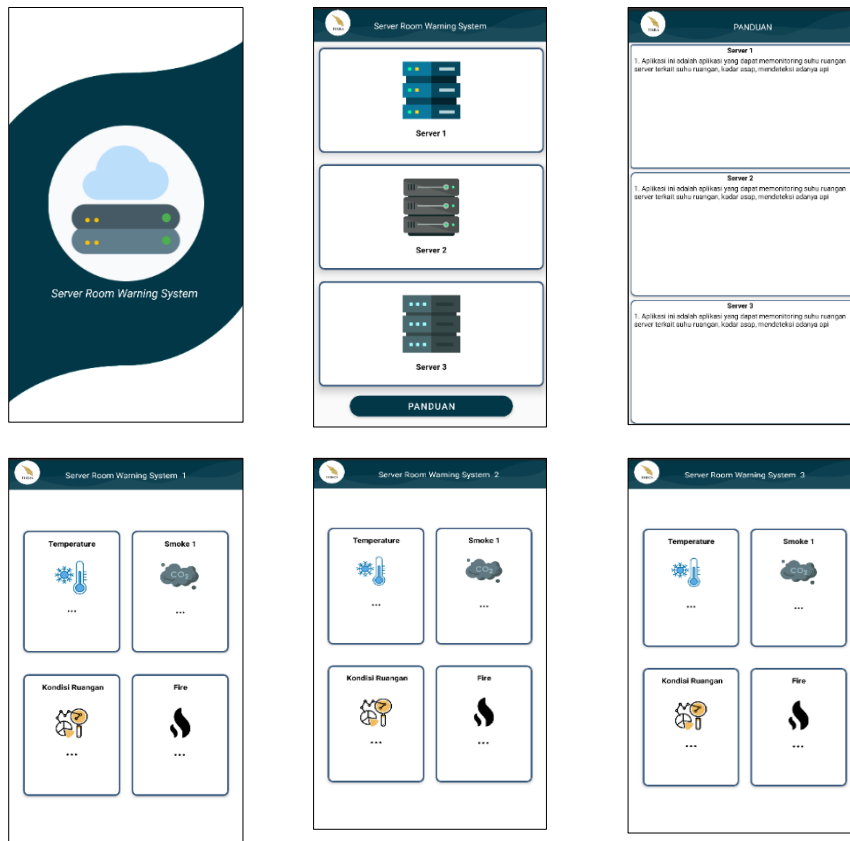 Server Room Warning System
Server Room Warning System
Server 1
Server 2
Server 3
PANDUAN
PANDUAN
Server 1
1. Aplikasi ini adalah aplikasi yang dapat memonitoring suhu ruangan
server terkait suhu ruangan, kadar asap, mendeteksi adanya api
Server 2
1. Aplikasi ini adalah aplikasi yang dapat memonitoring suhu ruangan
server terkait suhu ruangan, kadar asap, mendeteksi adanya api
Server 3
1. Aplikasi ini adalah aplikasi yang dapat memonitoring suhu ruangan
server terkait suhu ruangan, kadar asap, mendeteksi adanya api
Server Room Warning System 1
Temperature
...
Smoke 1
CO2
...
Kondisi Ruangan
...
Fire
...
Server Room Warning System 2
Temperature
...
Smoke 1
CO2
...
Kondisi Ruangan
...
Fire
...
Server Room Warning System 3
Temperature
...
Smoke 1
CO2
...
Kondisi Ruangan
...
Fire
...